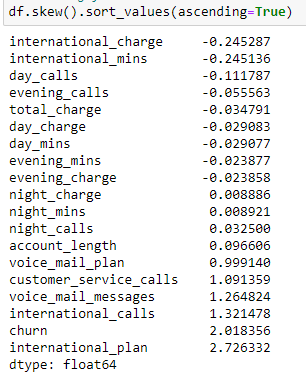 df.skew().sort_values(ascending=True)
international_charge -0.245287
international_mins -0.245136
day_calls -0.111787
evening_calls -0.055563
total_charge -0.034791
day_charge -0.029083
day_mins -0.029077
evening_mins -0.023877
evening_charge -0.023858
night_charge 0.008886
night_mins 0.008921
night_calls 0.032500
account_length 0.096606
voice_mail_plan 0.999140
customer_service_calls 1.091359
voice_mail_messages 1.264824
international_calls 1.321478
churn 2.018356
international_plan 2.726332
dtype: float64